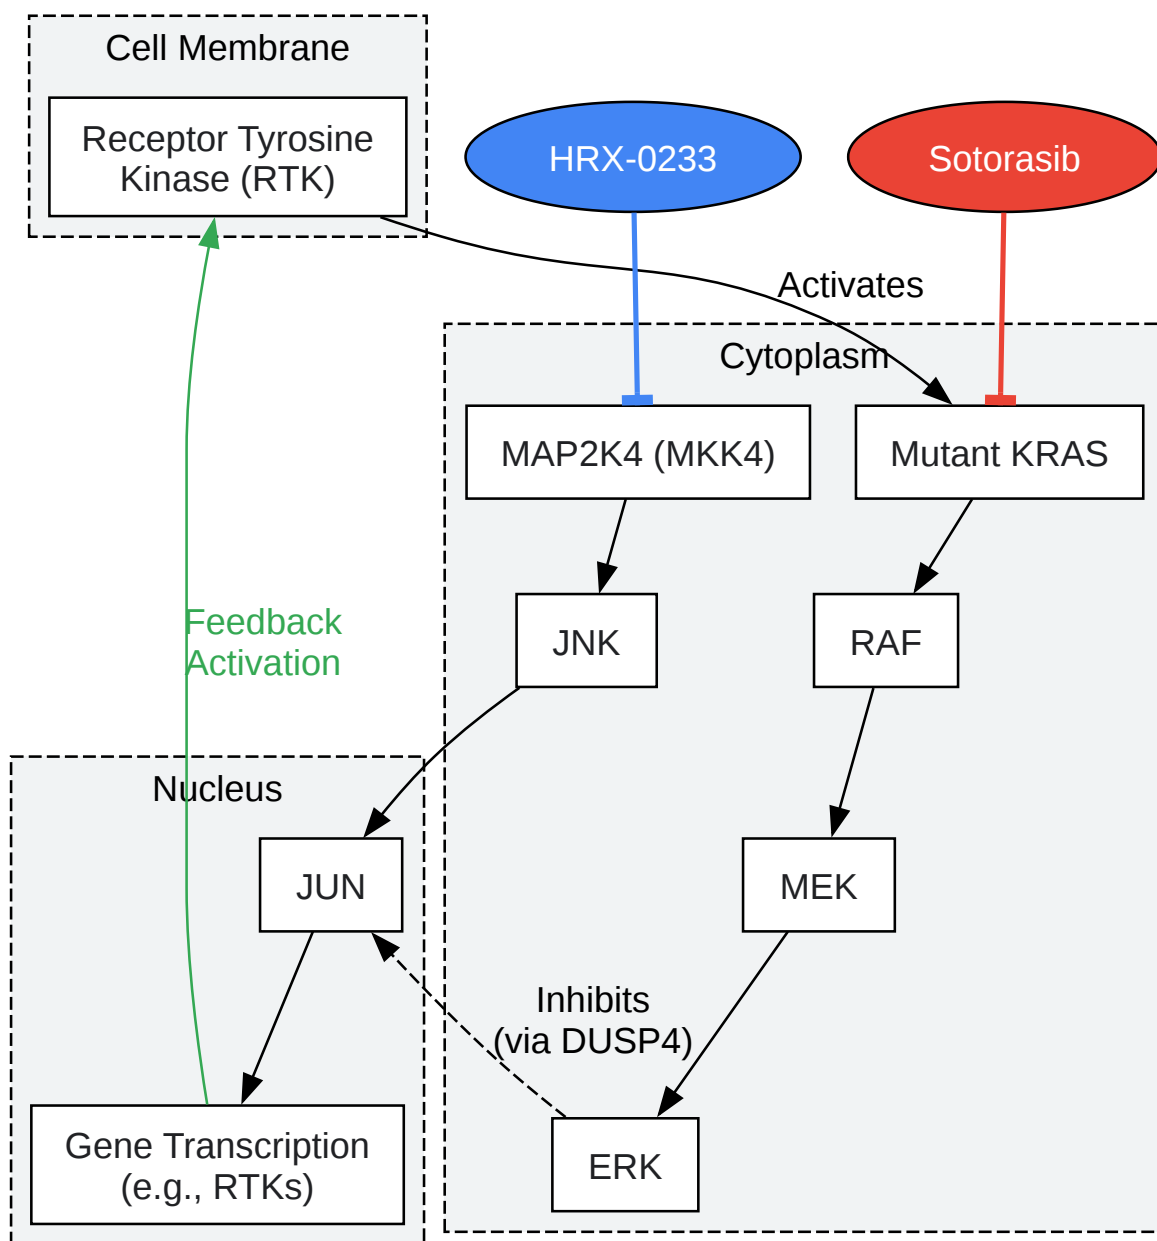 Cell Membrane
Receptor Tyrosine
Kinase (RTK)
HRX-0233
Sotorasib
Activates
Cytoplasm
MAP2K4 (MKK4)
Mutant KRAS
Feedback
Activation
JNK
RAF
Nucleus
JUN
MEK
Inhibits
(via DUSP4)
Gene Transcription
(e.g., RTKs)
ERK